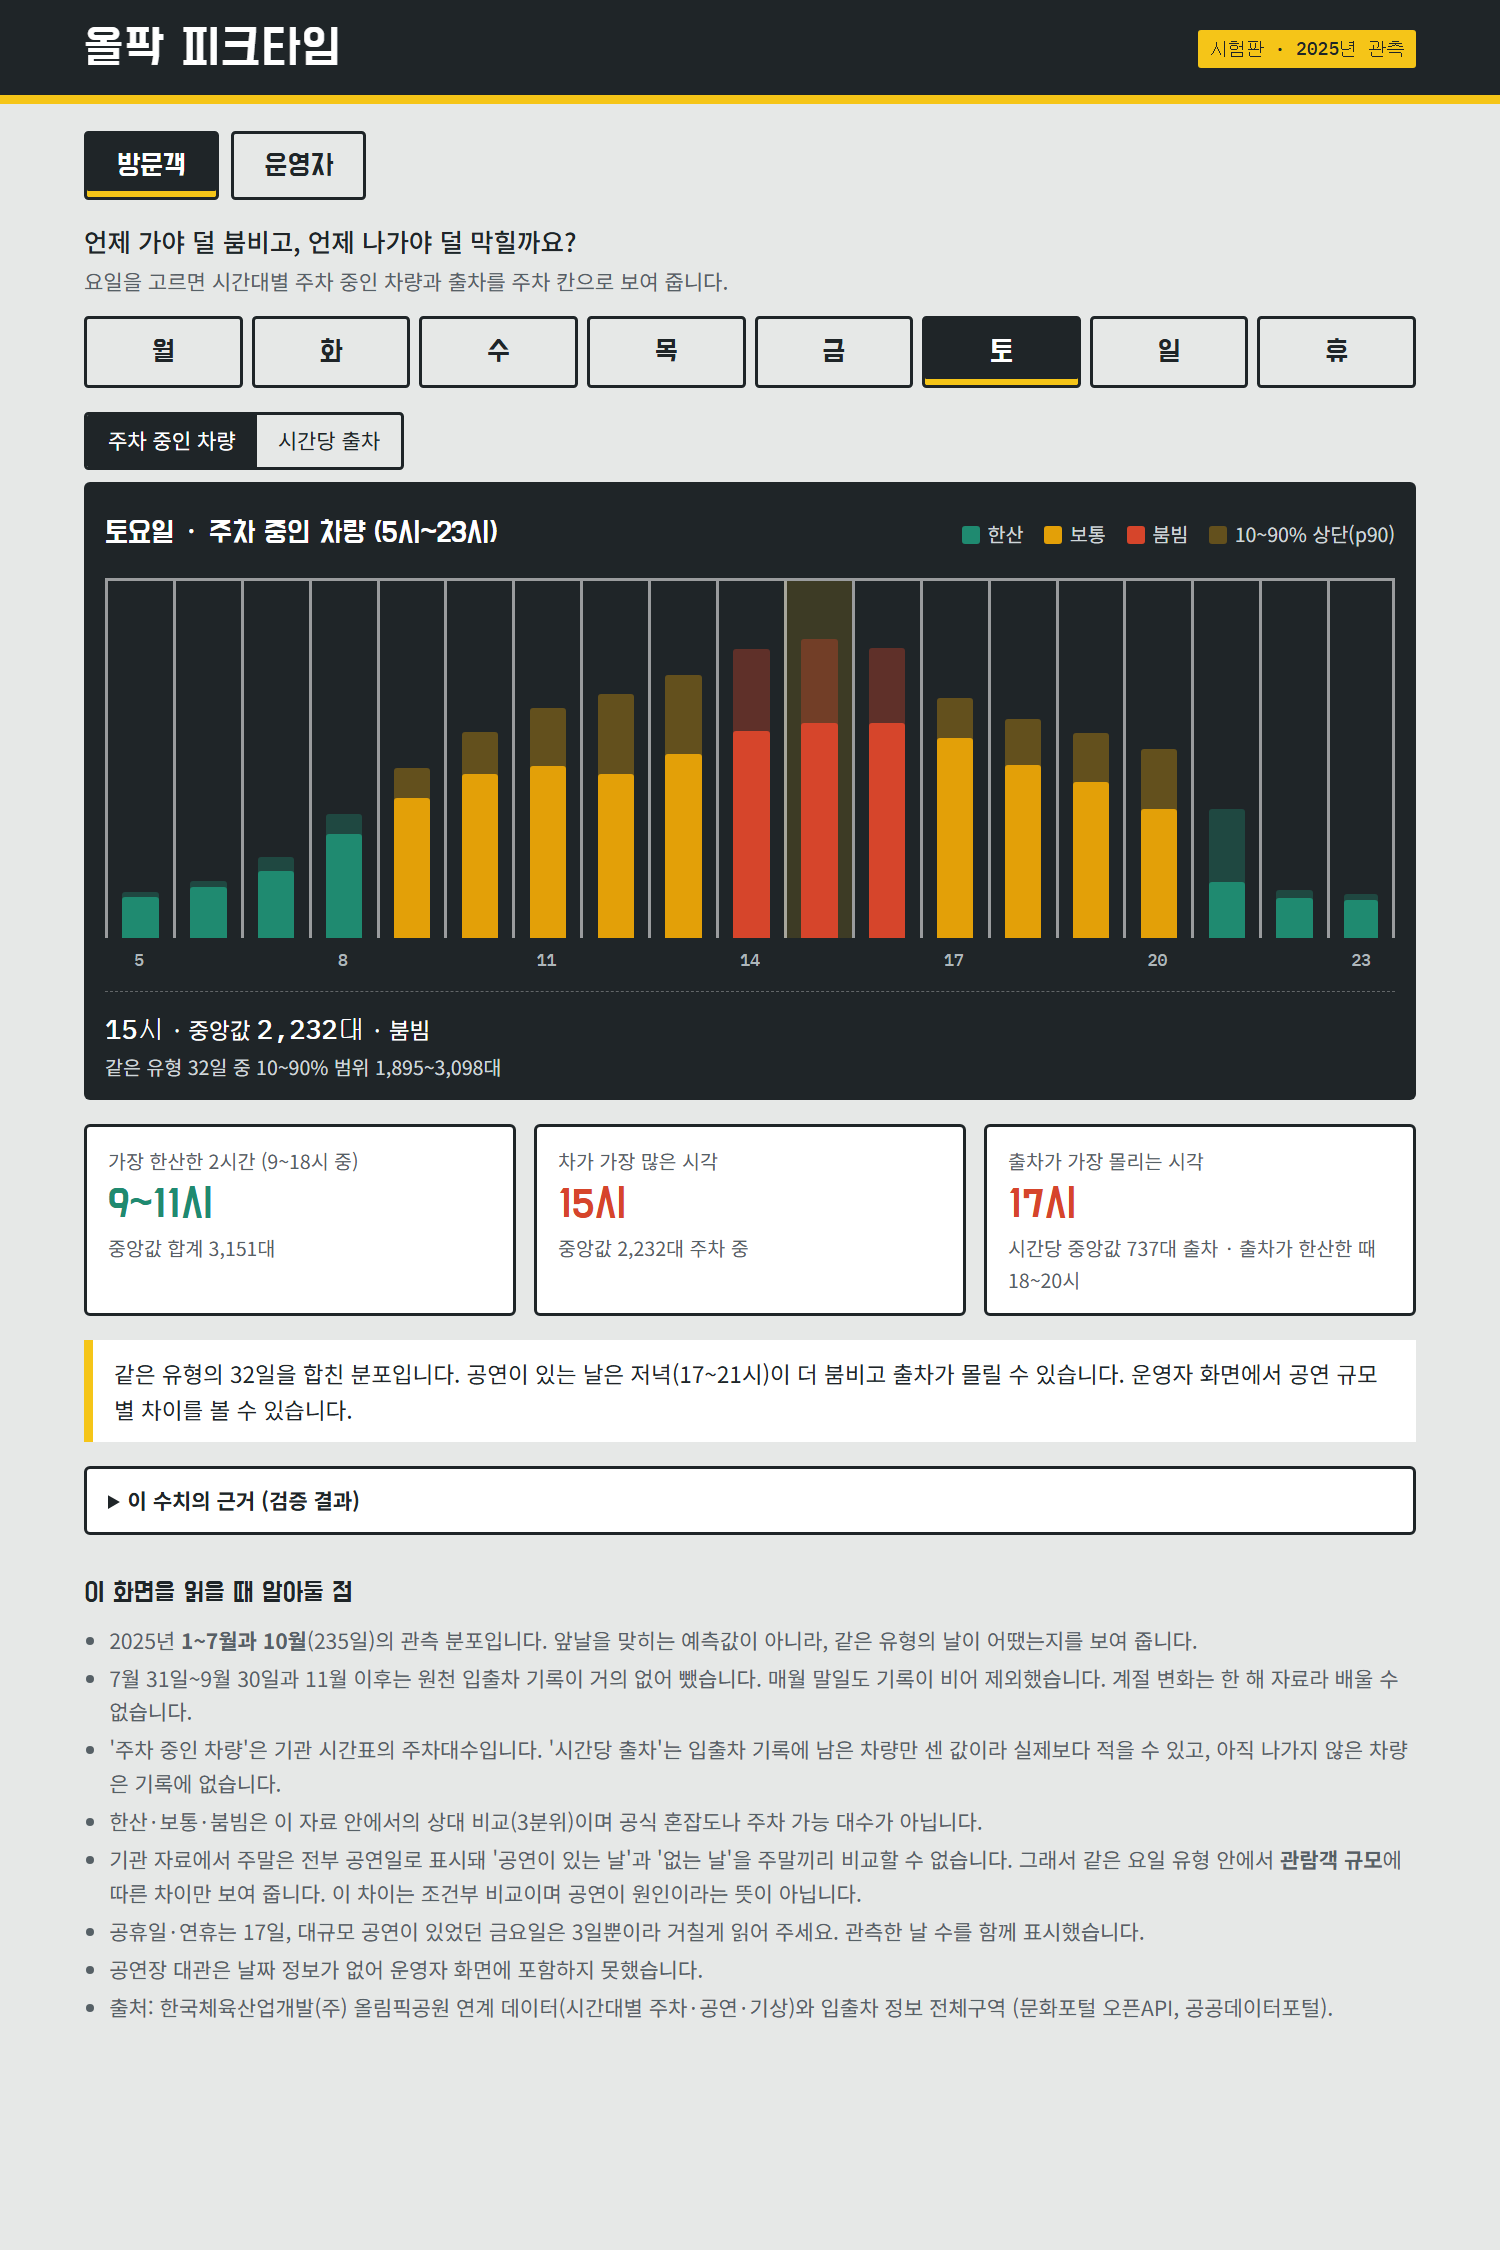 올팍 피크타임
시험판 · 2025년 관측
방문객
운영자
언제 가야 덜 붐비고, 언제 나가야 덜 막힐까요?
요일을 고르면 시간대별 주차 중인 차량과 출차를 주차 칸으로 보여 줍니다.
월 화 수 목 금 토 일 휴
주차 중인 차량 시간당 출차
토요일 · 주차 중인 차량 (5시~23시)
한산 보통 붐빔 10~90% 상단(p90)
5 8 11 14 17 20 23
15시 · 중앙값 2,232대 · 붐빔
같은 유형 32일 중 10~90% 범위 1,895~3,098대
가장 한산한 2시간 (9~18시 중)
9~11시
중앙값 합계 3,151대
차가 가장 많은 시각
15시
중앙값 2,232대 주차 중
출차가 가장 몰리는 시각
17시
시간당 중앙값 737대 출차 · 출차가 한산한 때
18~20시
같은 유형의 32일을 합친 분포입니다. 공연이 있는 날은 저녁(17~21시)이 더 붐비고 출차가 몰릴 수 있습니다. 운영자 화면에서 공연 규모
별 차이를 볼 수 있습니다.
▶ 이 수치의 근거 (검증 결과)
이 화면을 읽을 때 알아둘 점
• 2025년 1~7월과 10월(235일)의 관측 분포입니다. 앞날을 맞히는 예측값이 아니라, 같은 유형의 날이 어땠는지를 보여 줍니다.
• 7월 31일~9월 30일과 11월 이후는 원천 입출차 기록이 거의 없어 뺐습니다. 매월 말일도 기록이 비어 제외했습니다. 계절 변화는 한 해 자료라 배울 수
없습니다.
• '주차 중인 차량'은 기관 시간표의 주차대수입니다. '시간당 출차'는 입출차 기록에 남은 차량만 센 값이라 실제보다 적을 수 있고, 아직 나가지 않은 차량
은 기록에 없습니다.
• 한산·보통·붐빔은 이 자료 안에서의 상대 비교(3분위)이며 공식 혼잡도나 주차 가능 대수가 아닙니다.
• 기관 자료에서 주말은 전부 공연일로 표시돼 '공연이 있는 날'과 '없는 날'을 주말끼리 비교할 수 없습니다. 그래서 같은 요일 유형 안에서 관람객 규모에
따른 차이만 보여 줍니다. 이 차이는 조건부 비교이며 공연이 원인이라는 뜻이 아닙니다.
• 공휴일·연휴는 17일, 대규모 공연이 있었던 금요일은 3일뿐이라 거칠게 읽어 주세요. 관측한 날 수를 함께 표시했습니다.
• 공연장 대관은 날짜 정보가 없어 운영자 화면에 포함하지 못했습니다.
• 출처: 한국체육산업개발(주) 올림픽공원 연계 데이터(시간대별 주차·공연·기상)와 입출차 정보 전체구역 (문화포털 오픈API, 공공데이터포털).